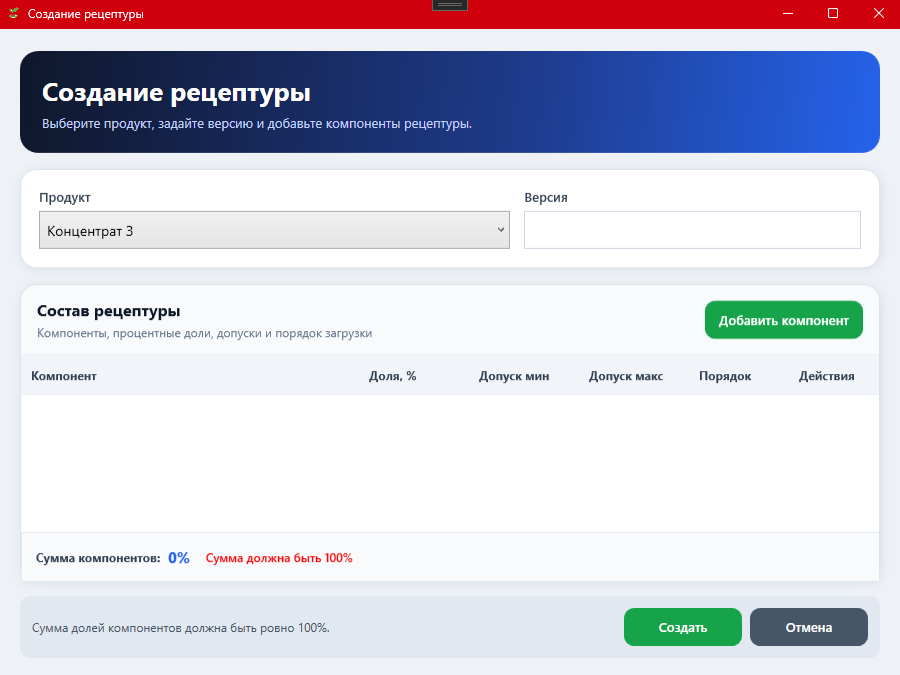 Создание рецептуры
Создание рецептуры
Выберите продукт, задайте версию и добавьте компоненты рецептуры.
Продукт
Версия
Концентрат 3
Состав рецептуры
Компоненты, процентные доли, допуски и порядок загрузки
Добавить компонент
Компонент Доля, % Допуск мин Допуск макс Порядок Действия
Сумма компонентов: 0% Сумма должна быть 100%
Сумма долей компонентов должна быть ровно 100%.
Создать
Отмена